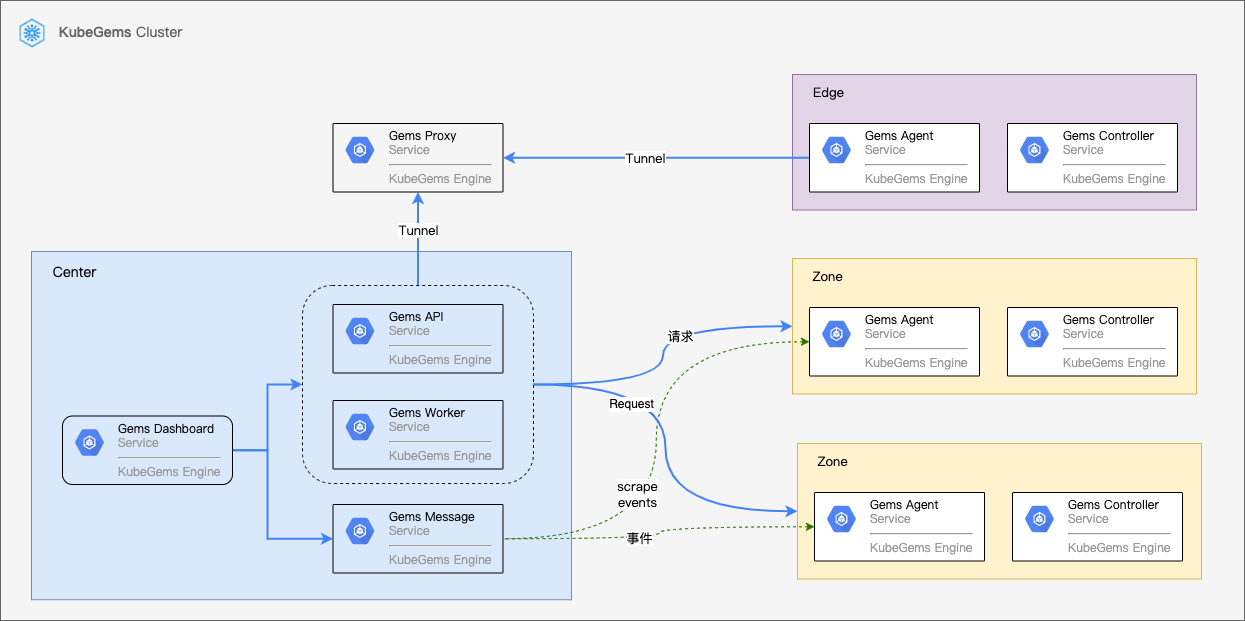 KubeGems Cluster
Edge
Gems Proxy
Service
KubeGems Engine
Tunnel
Gems Agent
Service
KubeGems Engine
Gems Controller
Service
KubeGems Engine
Tunnel
Center
Gems API
Service
KubeGems Engine
Gems Worker
Service
KubeGems Engine
Gems Dashboard
Service
KubeGems Engine
Gems Message
Service
KubeGems Engine
请求
Request
scrape
events
事件
Zone
Gems Agent
Service
KubeGems Engine
Gems Controller
Service
KubeGems Engine
Zone
Gems Agent
Service
KubeGems Engine
Gems Controller
Service
KubeGems Engine